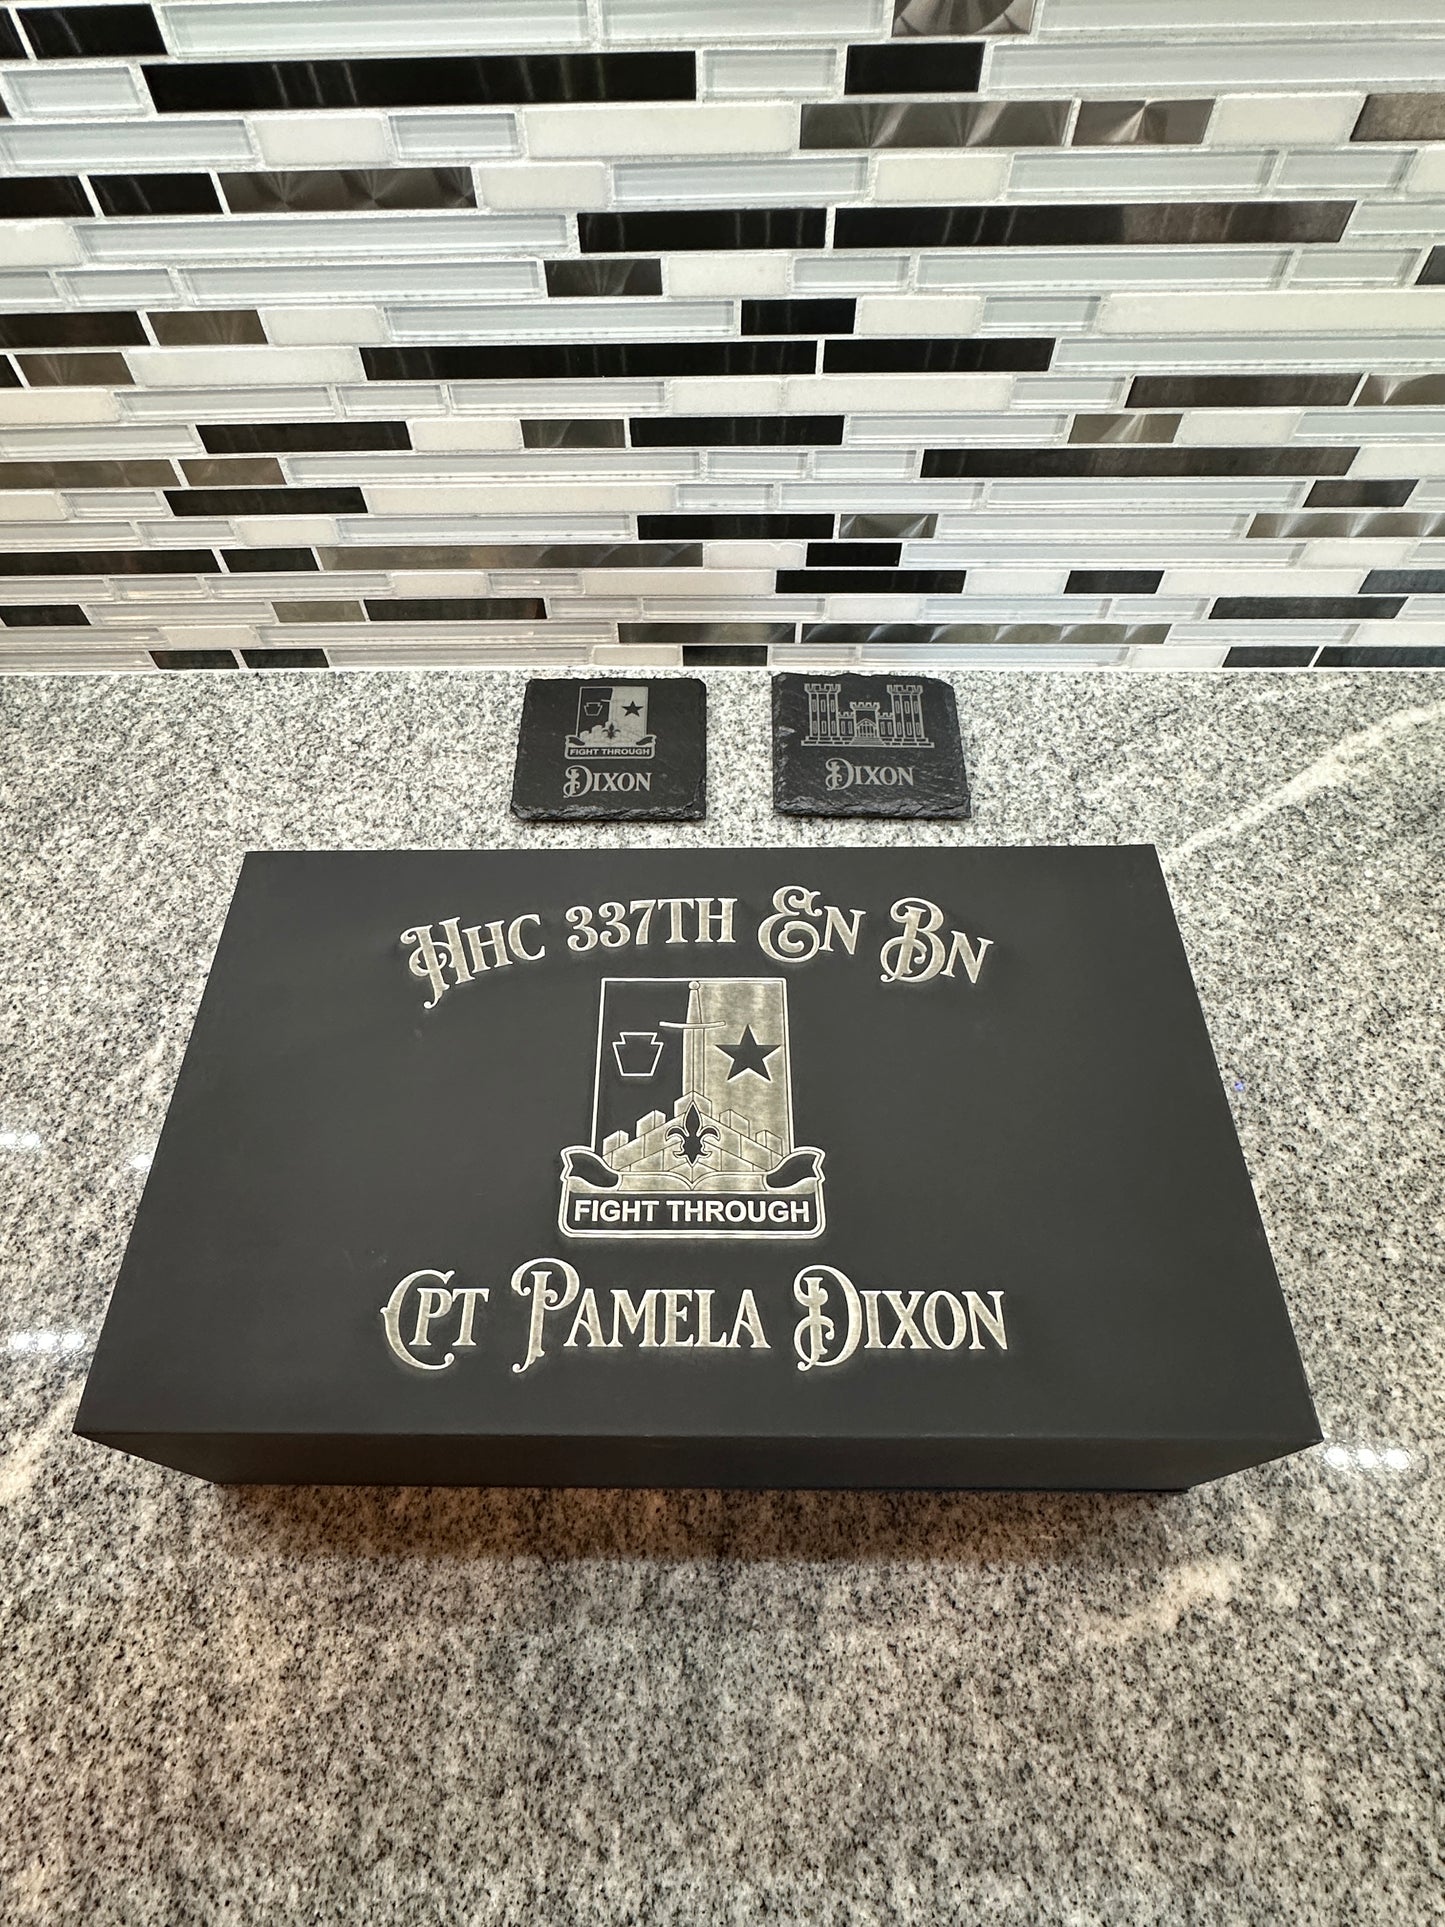 FIGHT THROUGH
DIXON
DIXON
HHC 337TH EN BN
FIGHT THROUGH
CPT PAMELA DIXON